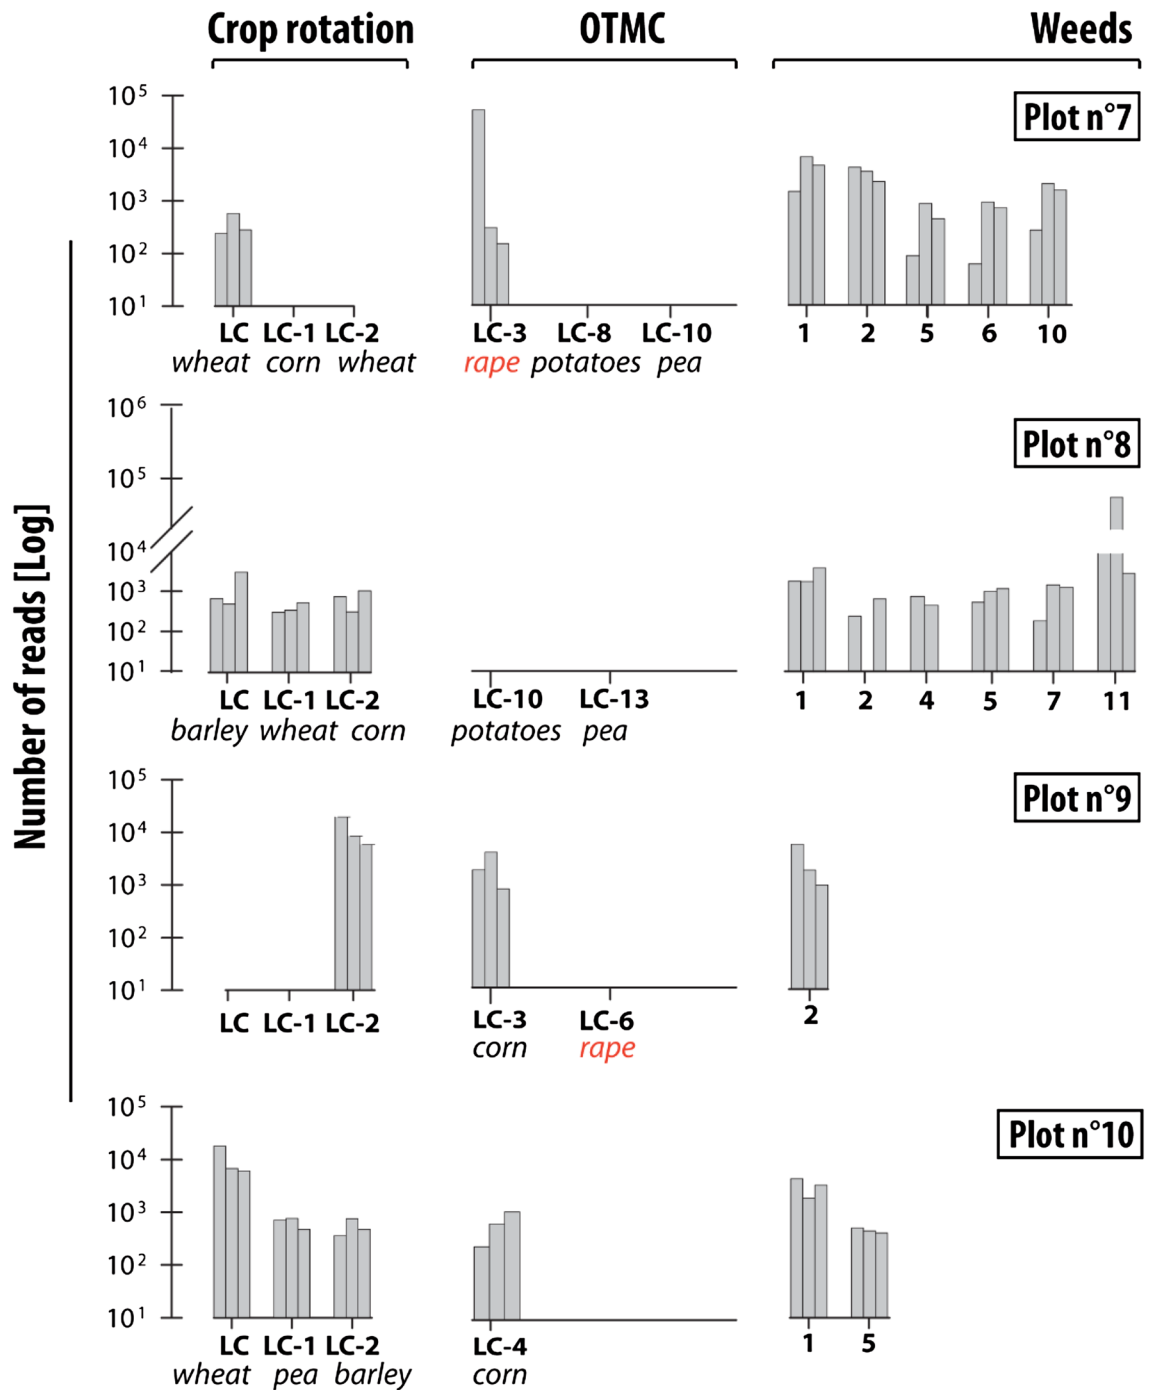 Crop rotation OTMC Weeds
Number of reads [Log]
Plot n°7
10⁵
10⁴
10³
10²
10¹
LC LC-1 LC-2 LC-3 LC-8 LC-10 1 2 5 6 10
wheat corn wheat rape potatoes pea
Plot n°8
10⁶
10⁵
10⁴
10³
10²
10¹
LC LC-1 LC-2 LC-10 LC-13 1 2 4 5 7 11
barley wheat corn potatoes pea
Plot n°9
10⁵
10⁴
10³
10²
10¹
LC LC-1 LC-2 LC-3 LC-6 2
corn rape
Plot n°10
10⁵
10⁴
10³
10²
10¹
LC LC-1 LC-2 LC-4 1 5
wheat pea barley corn